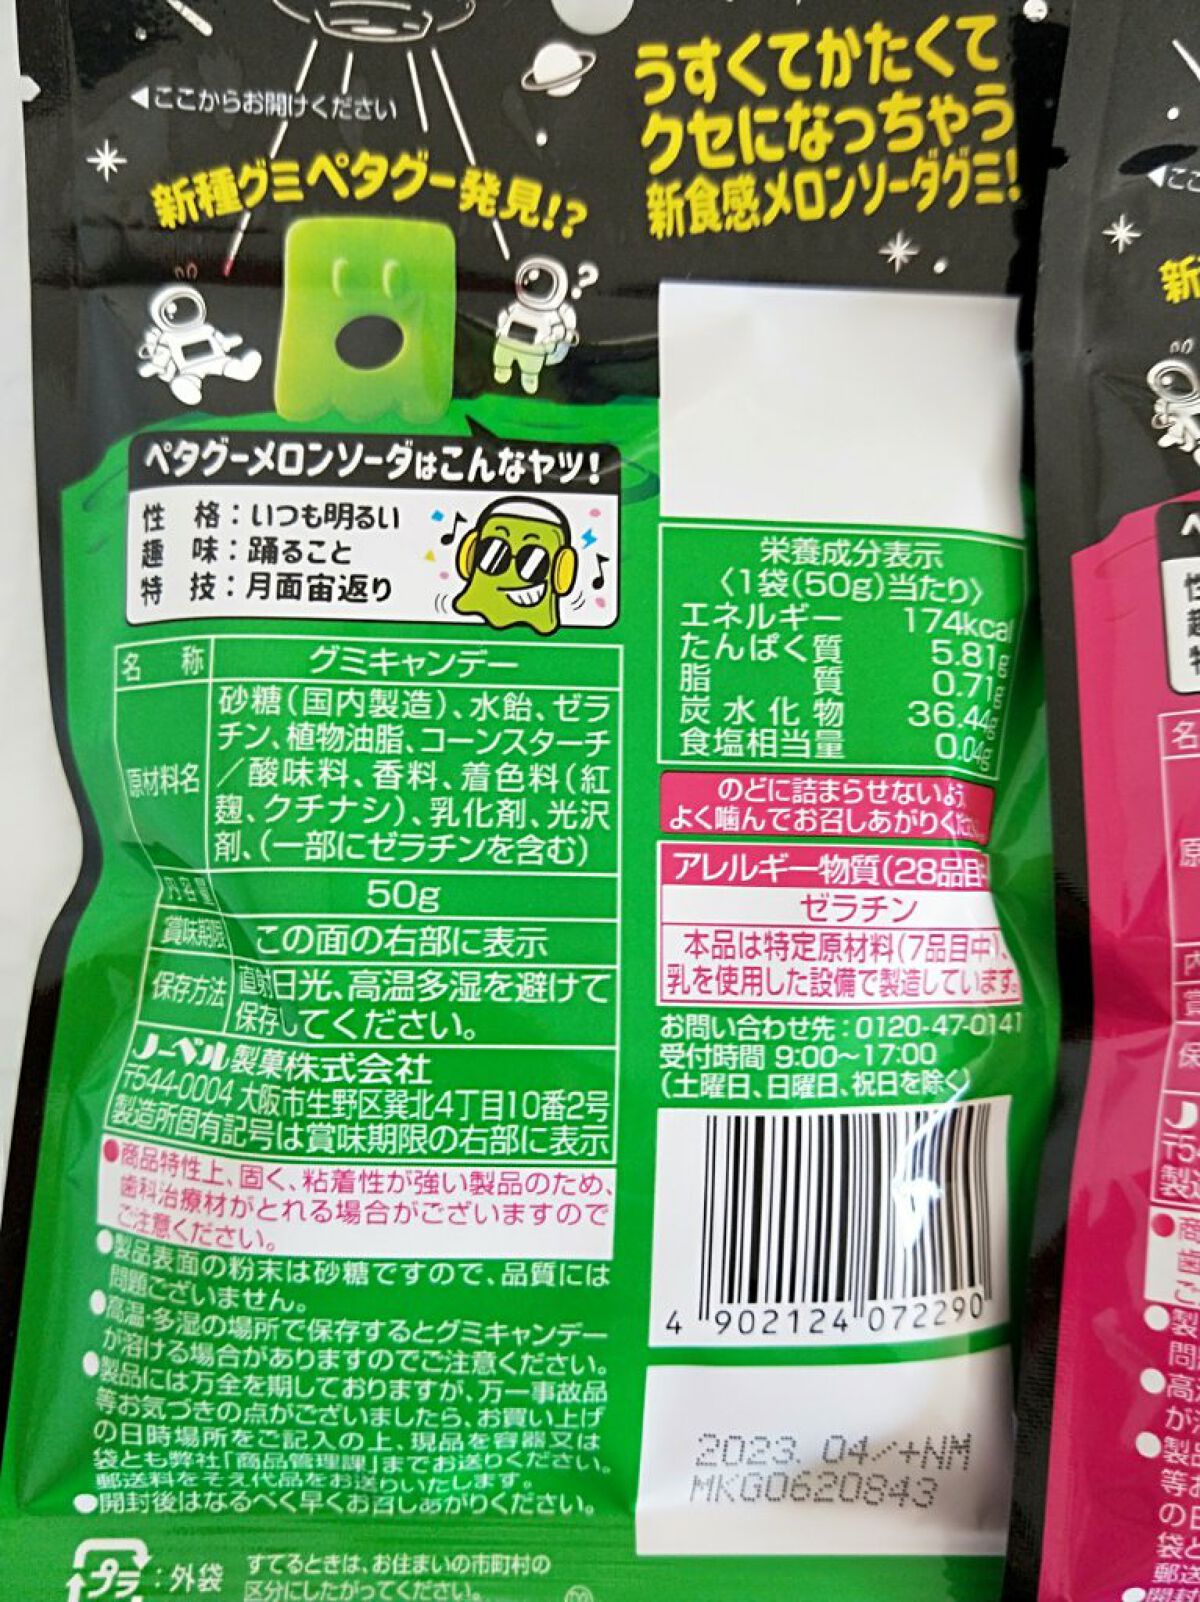 ◀ここからお開けください
うすくてかたくて
クセになっちゃう
新食感メロンソーダグミ!
新種グミペタグー発見!?
?
ペタグーメロンソーダはこんなヤツ!
性 格：いつも明るい
趣 味：踊ること
特 技：月面宙返り
名 称 グミキャンデー
原材料名 砂糖(国内製造)、水飴、ゼラ
チン、植物油脂、コーンスターチ
/酸味料、香料、着色料(紅
麹、クチナシ)、乳化剤、光沢
剤、(一部にゼラチンを含む)
内容量 50g
賞味期限 この面の右部に表示
保存方法 直射日光、高温多湿を避けて
保存してください。
ノーベル製菓株式会社
〒544-0004 大阪市生野区巽北4丁目10番2号
製造所固有記号は賞味期限の右部に表示
●商品特性上、固く、粘着性が強い製品のため、
歯科治療材がとれる場合がございますので
ご注意ください。
●製品表面の粉末は砂糖ですので、品質には
問題ございません。
●高温・多湿の場所で保存するとグミキャンデー
が溶ける場合がありますのでご注意ください。
●製品には万全を期しておりますが、万一事故品
等お気づきの点がございましたら、お買い上げ
の日時場所をご記入の上、現品を容器又は
袋とも弊社「商品管理課」までお送りください。
郵送料をそえ代品をお送りいたします。
●開封後はなるべく早くお召しあがりください。
プラ：外袋
すてるときは、お住まいの市町村の
区分にしたがってください。
栄養成分表示
〈1袋(50g)当たり〉
エネルギー 174kcal
たんぱく質 5.81g
脂質 0.71g
炭水化物 36.44g
食塩相当量 0.04g
のどに詰まらせないよう
よく噛んでお召しあがりください
アレルギー物質(28品目中
ゼラチン
本品は特定原材料(7品目中)、
乳を使用した設備で製造しています。
お問い合わせ先：0120-47-0141
受付時間 9:00〜17:00
(土曜日、日曜日、祝日を除く)
4 902124 072290
2023. 04/+NM
MKG0620843
◀ここ
新
名
原
内
賞
保
〒54
製
●商
歯
ご
●製
問
●高
が
●製
等
の
袋と
郵送
●開封